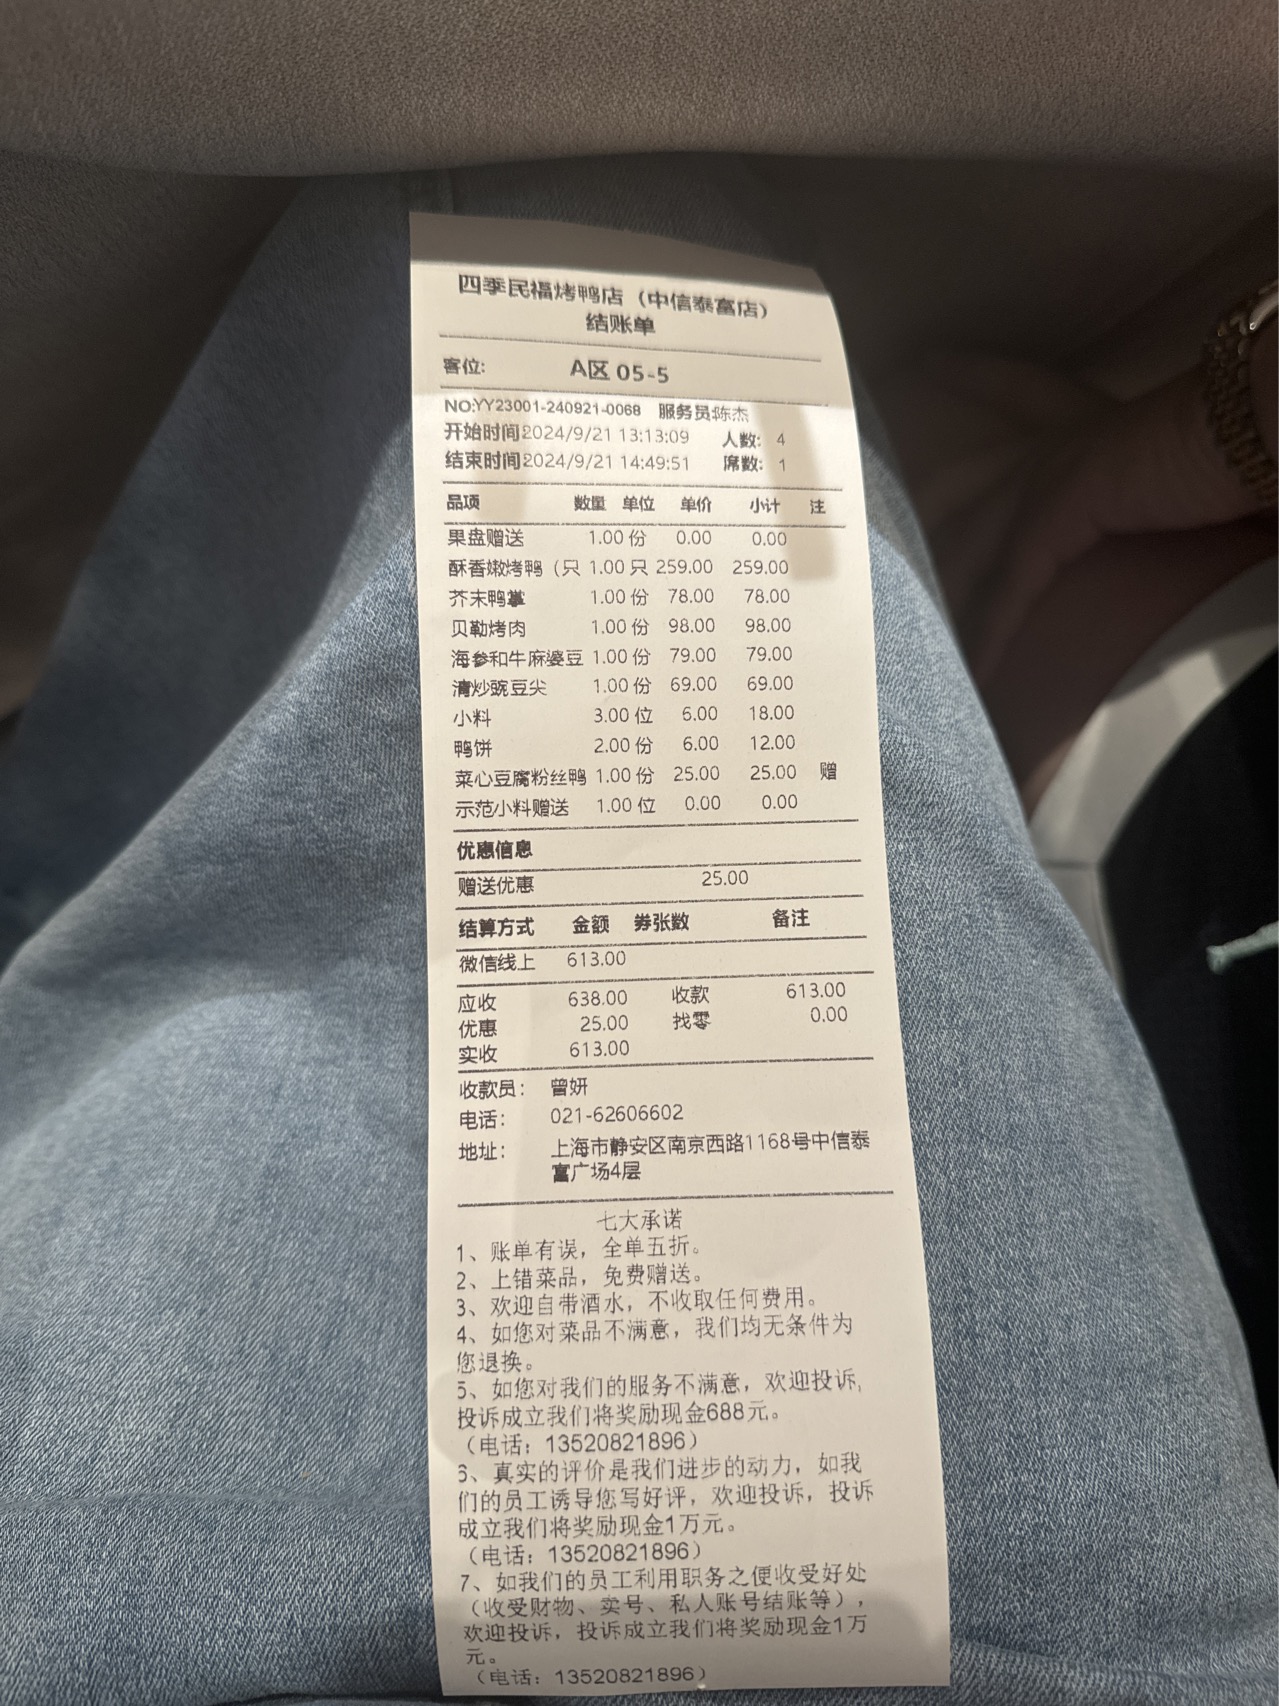 四季民福烤鸭店（中信泰富店）
结账单
客位: A区 05-5
NO:YY23001-240921-0068 服务员:陈杰
开始时间2024/9/21 13:13:09 人数: 4
结束时间2024/9/21 14:49:51 席数: 1
品项 数量 单位 单价 小计 注
果盘赠送 1.00 份 0.00 0.00
酥香嫩烤鸭（只 1.00 只 259.00 259.00
芥末鸭掌 1.00 份 78.00 78.00
贝勒烤肉 1.00 份 98.00 98.00
海参和牛麻婆豆 1.00 份 79.00 79.00
清炒豌豆尖 1.00 份 69.00 69.00
小料 3.00 位 6.00 18.00
鸭饼 2.00 份 6.00 12.00
菜心豆腐粉丝鸭 1.00 份 25.00 25.00 赠
示范小料赠送 1.00 位 0.00 0.00
优惠信息
赠送优惠 25.00
结算方式 金额 券张数 备注
微信线上 613.00
应收 638.00 收款 613.00
优惠 25.00 找零 0.00
实收 613.00
收款员: 曾妍
电话: 021-62606602
地址: 上海市静安区南京西路1168号中信泰
富广场4层
七大承诺
1、账单有误，全单五折。
2、上错菜品，免费赠送。
3、欢迎自带酒水，不收取任何费用。
4、如您对菜品不满意，我们均无条件为
您退换。
5、如您对我们的服务不满意，欢迎投诉,
投诉成立我们将奖励现金688元。
（电话：13520821896）
6、真实的评价是我们进步的动力，如我
们的员工诱导您写好评，欢迎投诉，投诉
成立我们将奖励现金1万元。
（电话：13520821896）
7、如我们的员工利用职务之便收受好处
（收受财物、卖号、私人账号结账等），
欢迎投诉，投诉成立我们将奖励现金1万
元。
（电话：13520821896）